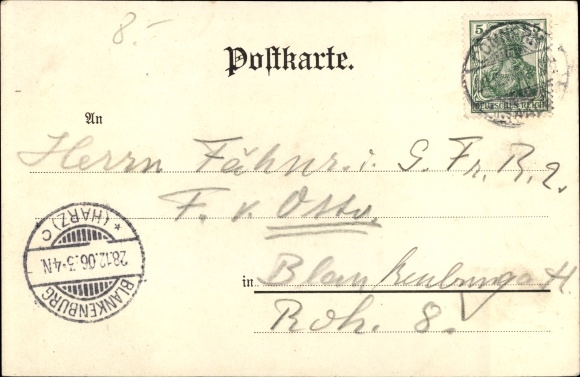 8.-
5
DEUTSCHES REICH
Postkarte.
An
Herrn Fähnr. i. G. Fr. R. 2.
F. v. Otto.
* (HARZ) C
28.12.06. 3-4N.
BLANKENBURG
in Blankenburg a H.
Roh. 8.